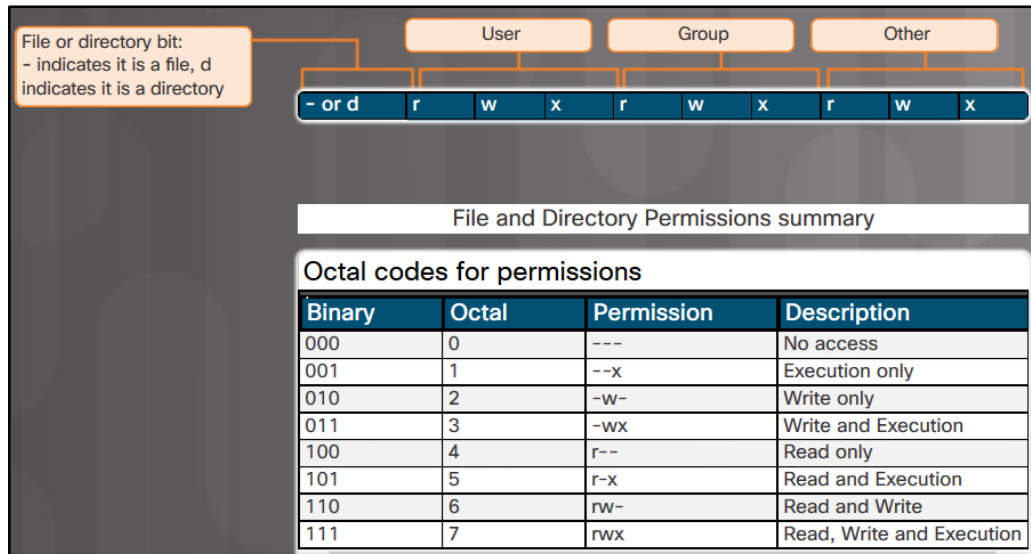 File or directory bit:
- indicates it is a file, d
indicates it is a directory
User Group Other
- or d r w x r w x r w x
File and Directory Permissions summary
Octal codes for permissions
Binary Octal Permission Description
000 0 --- No access
001 1 --x Execution only
010 2 -w- Write only
011 3 -wx Write and Execution
100 4 r-- Read only
101 5 r-x Read and Execution
110 6 rw- Read and Write
111 7 rwx Read, Write and Execution